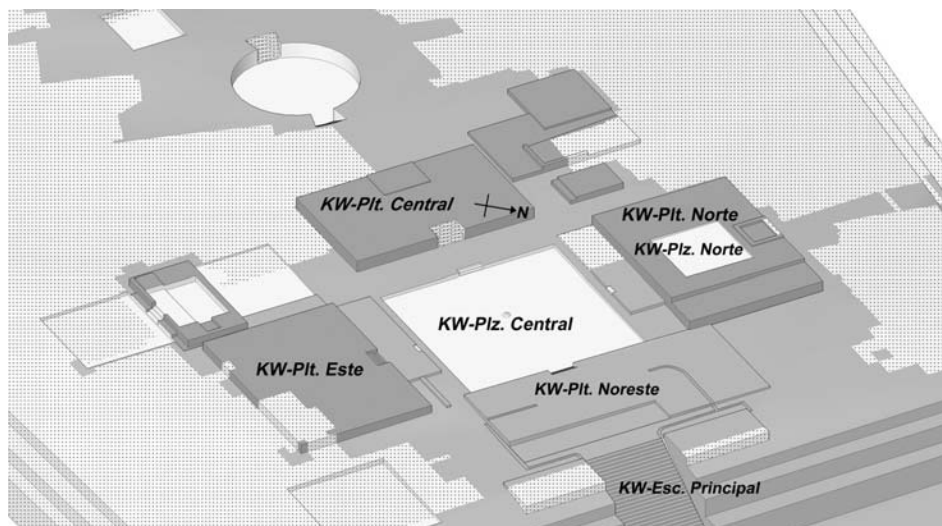 KW-Plt. Central
N
KW-Plt. Norte
KW-Plz. Norte
KW-Plz. Central
KW-Plt. Este
KW-Plt. Noreste
KW-Esc. Principal